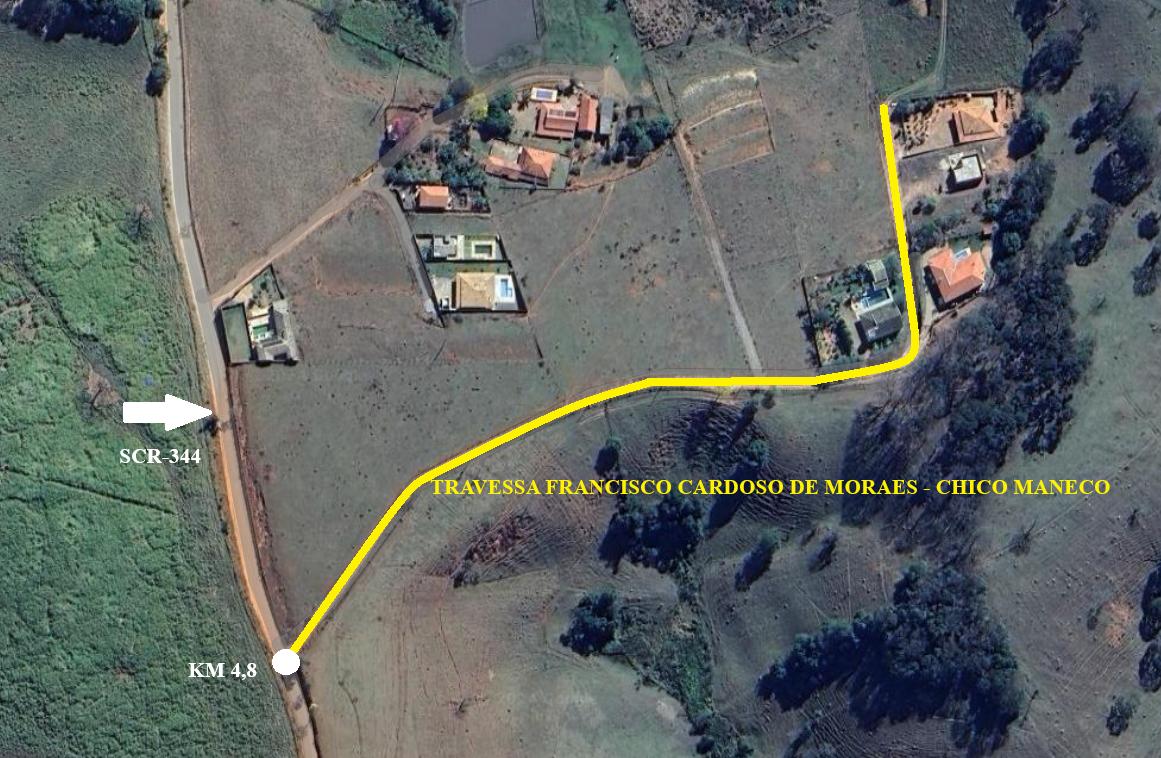 SCR-344
TRAVESSA FRANCISCO CARDOSO DE MORAES - CHICO MANECO
KM 4,8